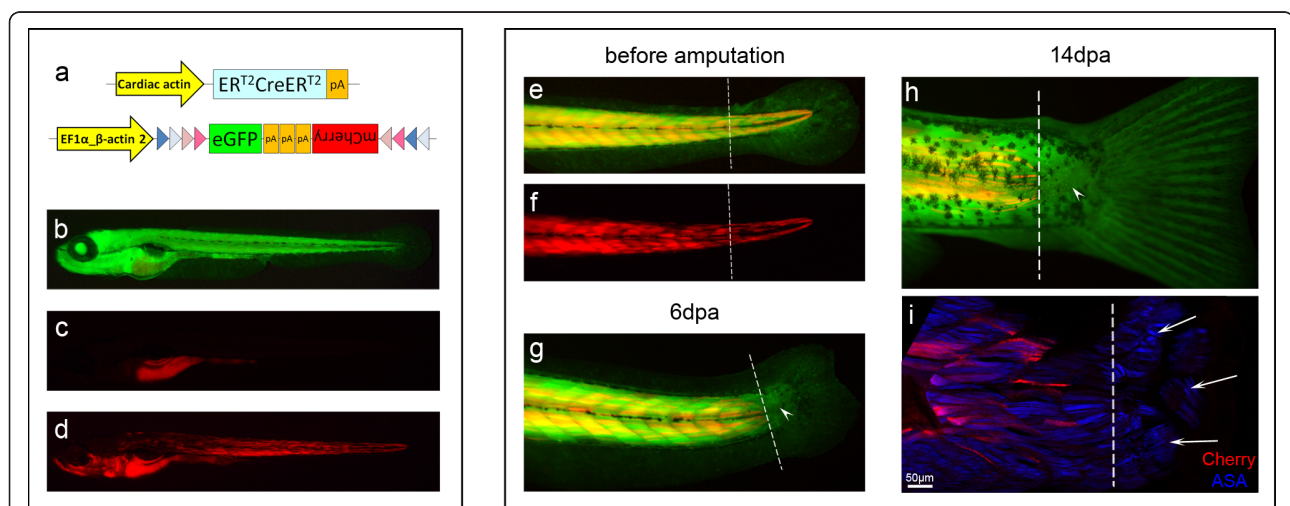 a
Cardiac actin ER^T2CreER^T2 pA
EF1α_β-actin 2 eGFP pA pA pA mCherry
b
c
d
before amputation
e
f
6dpa
g
14dpa
h
i
50µm
Cherry
ASA